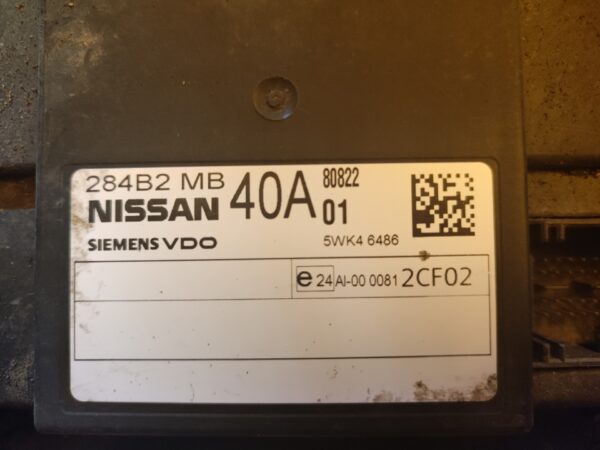 284B2 MB 40A 80822
NISSAN 01
SIEMENS VDO 5WK4 6486
e 24 AI-00 0081 2CF02